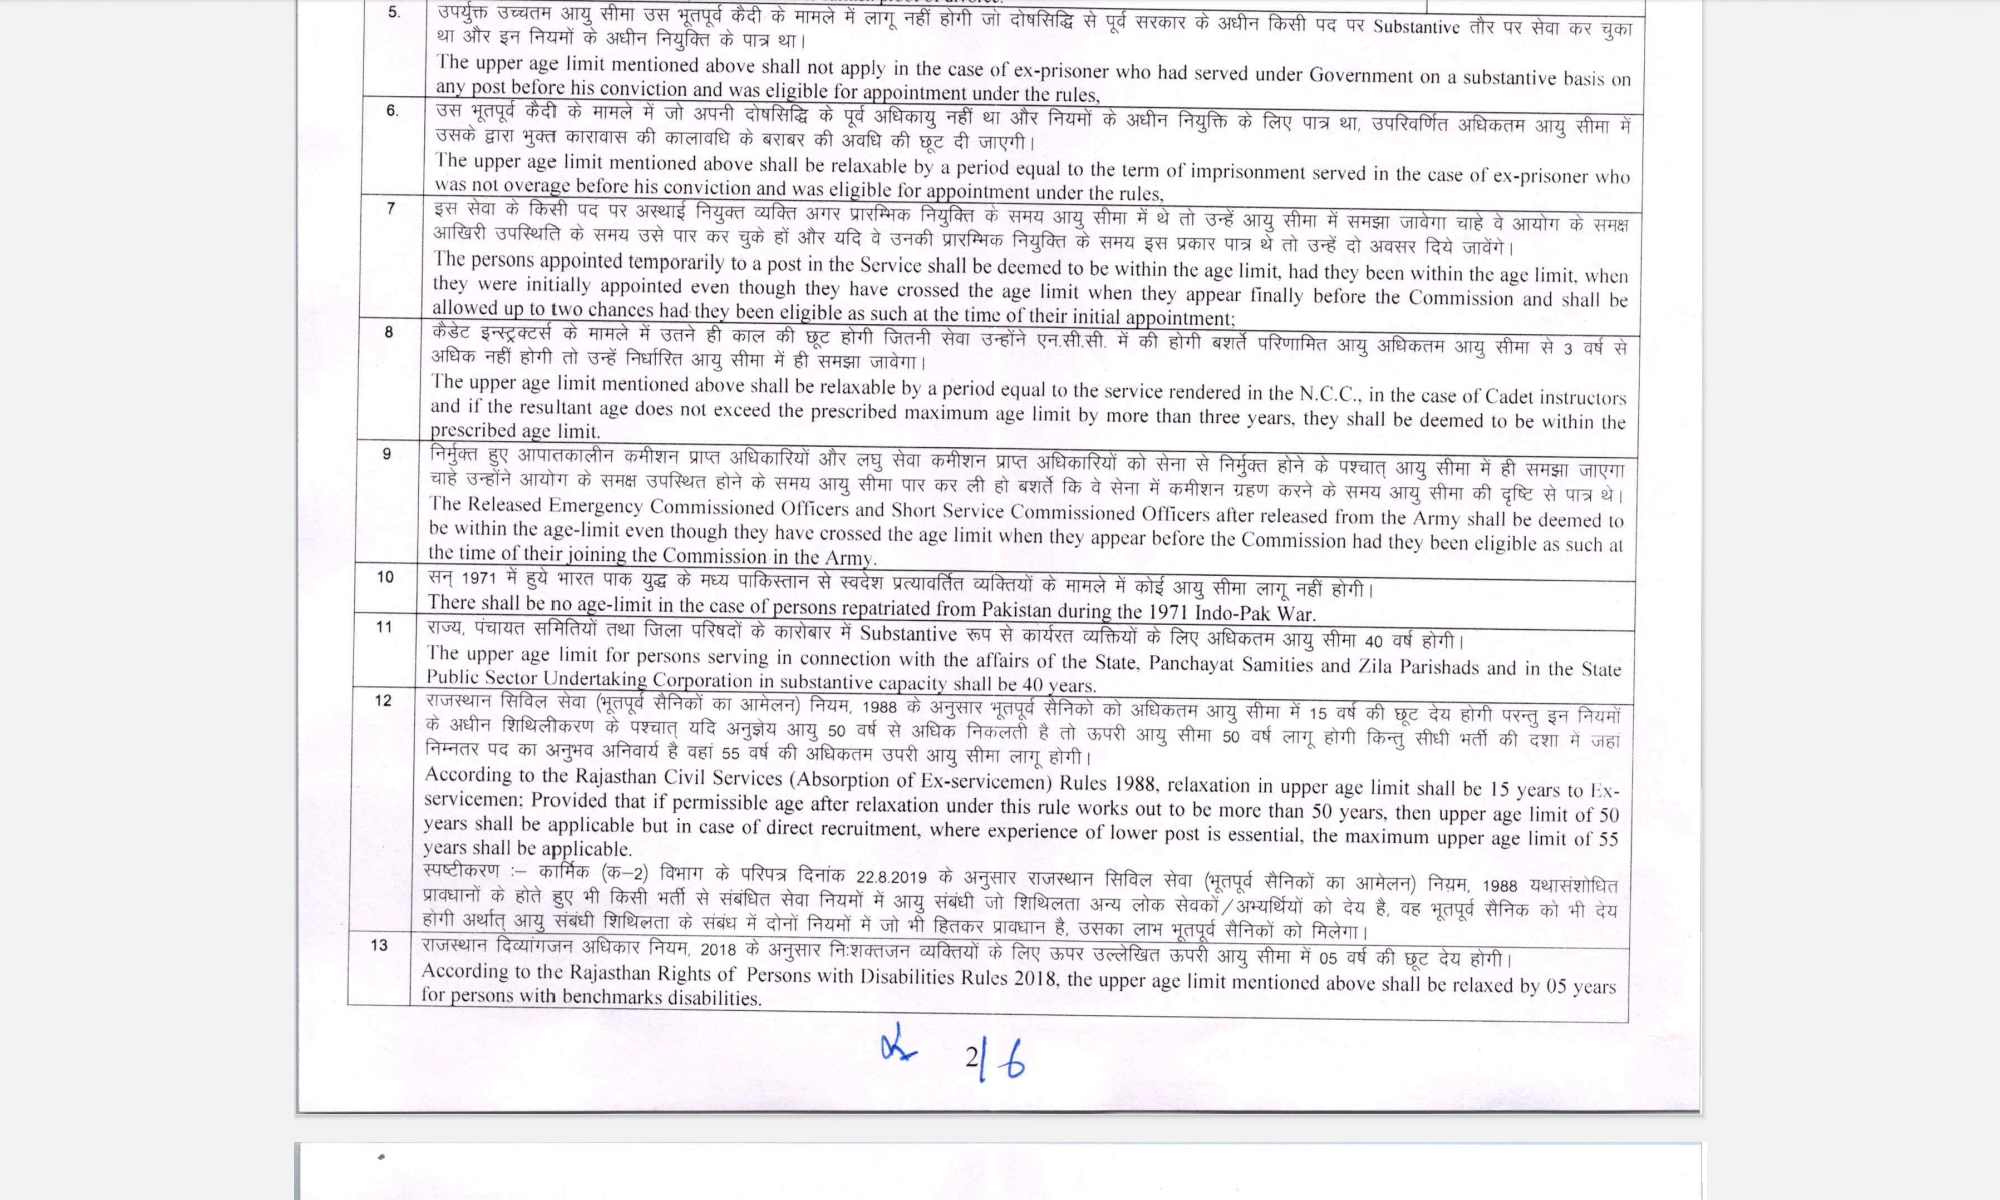 5. उपर्युक्त उच्चतम आयु सीमा उस भूतपूर्व कैदी के मामले में लागू नहीं होगी जो दोषसिद्धि से पूर्व सरकार के अधीन किसी पद पर Substantive तौर पर सेवा कर चुका
था और इन नियमों के अधीन नियुक्ति के पात्र था।
The upper age limit mentioned above shall not apply in the case of ex-prisoner who had served under Government on a substantive basis on
any post before his conviction and was eligible for appointment under the rules,
6. उस भूतपूर्व कैदी के मामले में जो अपनी दोषसिद्धि के पूर्व अधिकायु नहीं था और नियमों के अधीन नियुक्ति के लिए पात्र था, उपरिवर्णित अधिकतम आयु सीमा में
उसके द्वारा भुक्त कारावास की कालावधि के बराबर की अवधि की छूट दी जाएगी।
The upper age limit mentioned above shall be relaxable by a period equal to the term of imprisonment served in the case of ex-prisoner who
was not overage before his conviction and was eligible for appointment under the rules,
7 इस सेवा के किसी पद पर अस्थाई नियुक्त व्यक्ति अगर प्रारम्भिक नियुक्ति के समय आयु सीमा में थे तो उन्हें आयु सीमा में समझा जावेगा चाहे वे आयोग के समक्ष
आखिरी उपस्थिति के समय उसे पार कर चुके हों और यदि वे उनकी प्रारम्भिक नियुक्ति के समय इस प्रकार पात्र थे तो उन्हें दो अवसर दिये जावेंगे।
The persons appointed temporarily to a post in the Service shall be deemed to be within the age limit, had they been within the age limit, when
they were initially appointed even though they have crossed the age limit when they appear finally before the Commission and shall be
allowed up to two chances had they been eligible as such at the time of their initial appointment;
8 कैडेट इन्स्ट्रक्टर्स के मामले में उतने ही काल की छूट होगी जितनी सेवा उन्होंने एन.सी.सी. में की होगी बशर्ते परिणामित आयु अधिकतम आयु सीमा से 3 वर्ष से
अधिक नहीं होगी तो उन्हें निर्धारित आयु सीमा में ही समझा जावेगा।
The upper age limit mentioned above shall be relaxable by a period equal to the service rendered in the N.C.C., in the case of Cadet instructors
and if the resultant age does not exceed the prescribed maximum age limit by more than three years, they shall be deemed to be within the
prescribed age limit.
9 निर्मुक्त हुए आपातकालीन कमीशन प्राप्त अधिकारियों और लघु सेवा कमीशन प्राप्त अधिकारियों को सेना से निर्मुक्त होने के पश्चात् आयु सीमा में ही समझा जाएगा
चाहे उन्होंने आयोग के समक्ष उपस्थित होने के समय आयु सीमा पार कर ली हो बशर्ते कि वे सेना में कमीशन ग्रहण करने के समय आयु सीमा की दृष्टि से पात्र थे।
The Released Emergency Commissioned Officers and Short Service Commissioned Officers after released from the Army shall be deemed to
be within the age-limit even though they have crossed the age limit when they appear before the Commission had they been eligible as such at
the time of their joining the Commission in the Army.
10 सन् 1971 में हुये भारत पाक युद्ध के मध्य पाकिस्तान से स्वदेश प्रत्यावर्तित व्यक्तियों के मामले में कोई आयु सीमा लागू नहीं होगी।
There shall be no age-limit in the case of persons repatriated from Pakistan during the 1971 Indo-Pak War.
11 राज्य, पंचायत समितियों तथा जिला परिषदों के कारोबार में Substantive रूप से कार्यरत व्यक्तियों के लिए अधिकतम आयु सीमा 40 वर्ष होगी।
The upper age limit for persons serving in connection with the affairs of the State, Panchayat Samities and Zila Parishads and in the State
Public Sector Undertaking Corporation in substantive capacity shall be 40 years.
12 राजस्थान सिविल सेवा (भूतपूर्व सैनिकों का आमेलन) नियम, 1988 के अनुसार भूतपूर्व सैनिको को अधिकतम आयु सीमा में 15 वर्ष की छूट देय होगी परन्तु इन नियमों
के अधीन शिथिलीकरण के पश्चात् यदि अनुज्ञेय आयु 50 वर्ष से अधिक निकलती है तो ऊपरी आयु सीमा 50 वर्ष लागू होगी किन्तु सीधी भर्ती की दशा में जहां
निम्नतर पद का अनुभव अनिवार्य है वहां 55 वर्ष की अधिकतम उपरी आयु सीमा लागू होगी।
According to the Rajasthan Civil Services (Absorption of Ex-servicemen) Rules 1988, relaxation in upper age limit shall be 15 years to Ex-
servicemen; Provided that if permissible age after relaxation under this rule works out to be more than 50 years, then upper age limit of 50
years shall be applicable but in case of direct recruitment, where experience of lower post is essential, the maximum upper age limit of 55
years shall be applicable.
स्पष्टीकरण :– कार्मिक (क–2) विभाग के परिपत्र दिनांक 22.8.2019 के अनुसार राजस्थान सिविल सेवा (भूतपूर्व सैनिकों का आमेलन) नियम, 1988 यथासंशोधित
प्रावधानों के होते हुए भी किसी भर्ती से संबंधित सेवा नियमों में आयु संबंधी जो शिथिलता अन्य लोक सेवकों/अभ्यर्थियों को देय है, वह भूतपूर्व सैनिक को भी देय
होगी अर्थात् आयु संबंधी शिथिलता के संबंध में दोनों नियमों में जो भी हितकर प्रावधान है, उसका लाभ भूतपूर्व सैनिकों को मिलेगा।
13 राजस्थान दिव्यांगजन अधिकार नियम, 2018 के अनुसार नि:शक्तजन व्यक्तियों के लिए ऊपर उल्लेखित ऊपरी आयु सीमा में 05 वर्ष की छूट देय होगी।
According to the Rajasthan Rights of Persons with Disabilities Rules 2018, the upper age limit mentioned above shall be relaxed by 05 years
for persons with benchmarks disabilities.
2/6